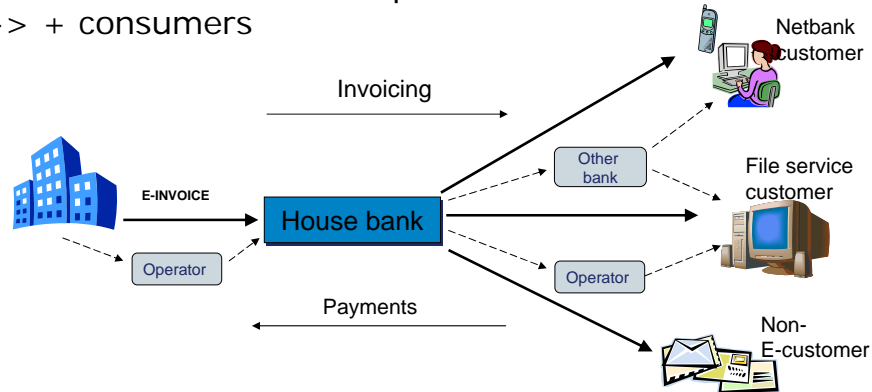 -> + consumers
Netbank
customer
Invoicing
Other
bank
File service
customer
E-INVOICE
House bank
Operator
Operator
Payments
Non-
E-customer